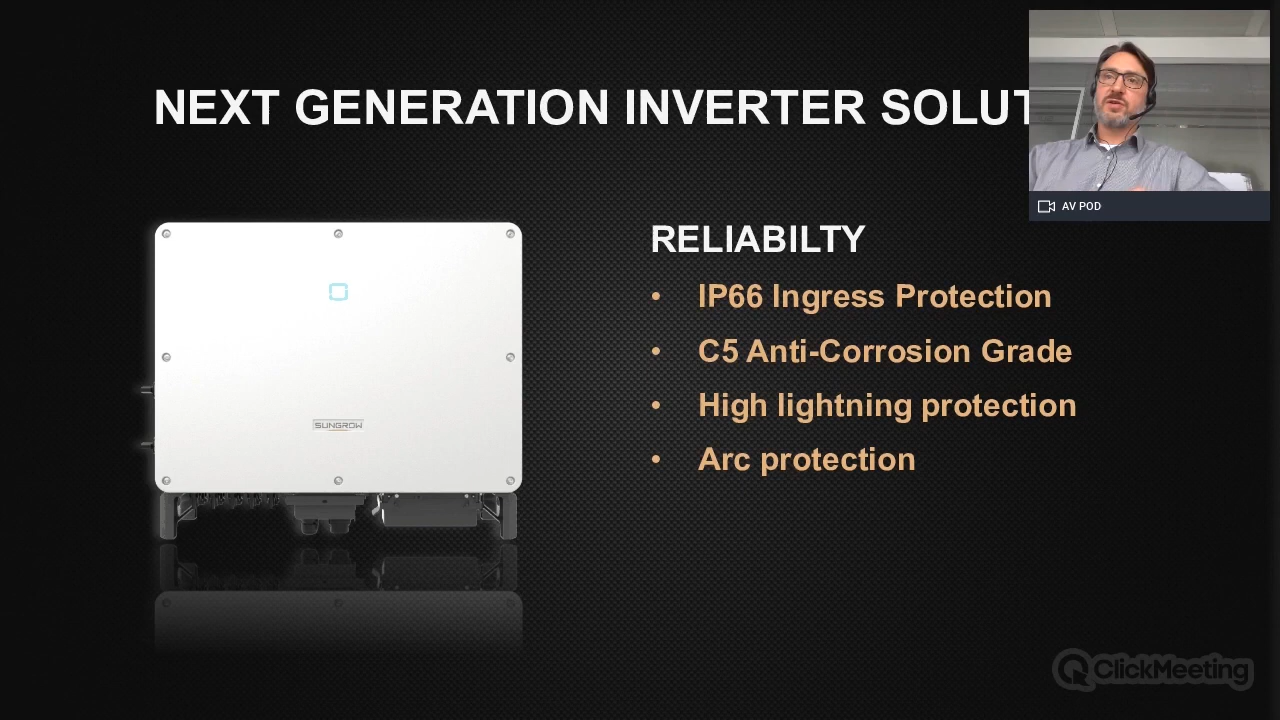 NEXT GENERATION INVERTER SOLUT
AV POD
RELIABILTY
• IP66 Ingress Protection
• C5 Anti-Corrosion Grade
• High lightning protection
• Arc protection
SUNGROW
ClickMeeting